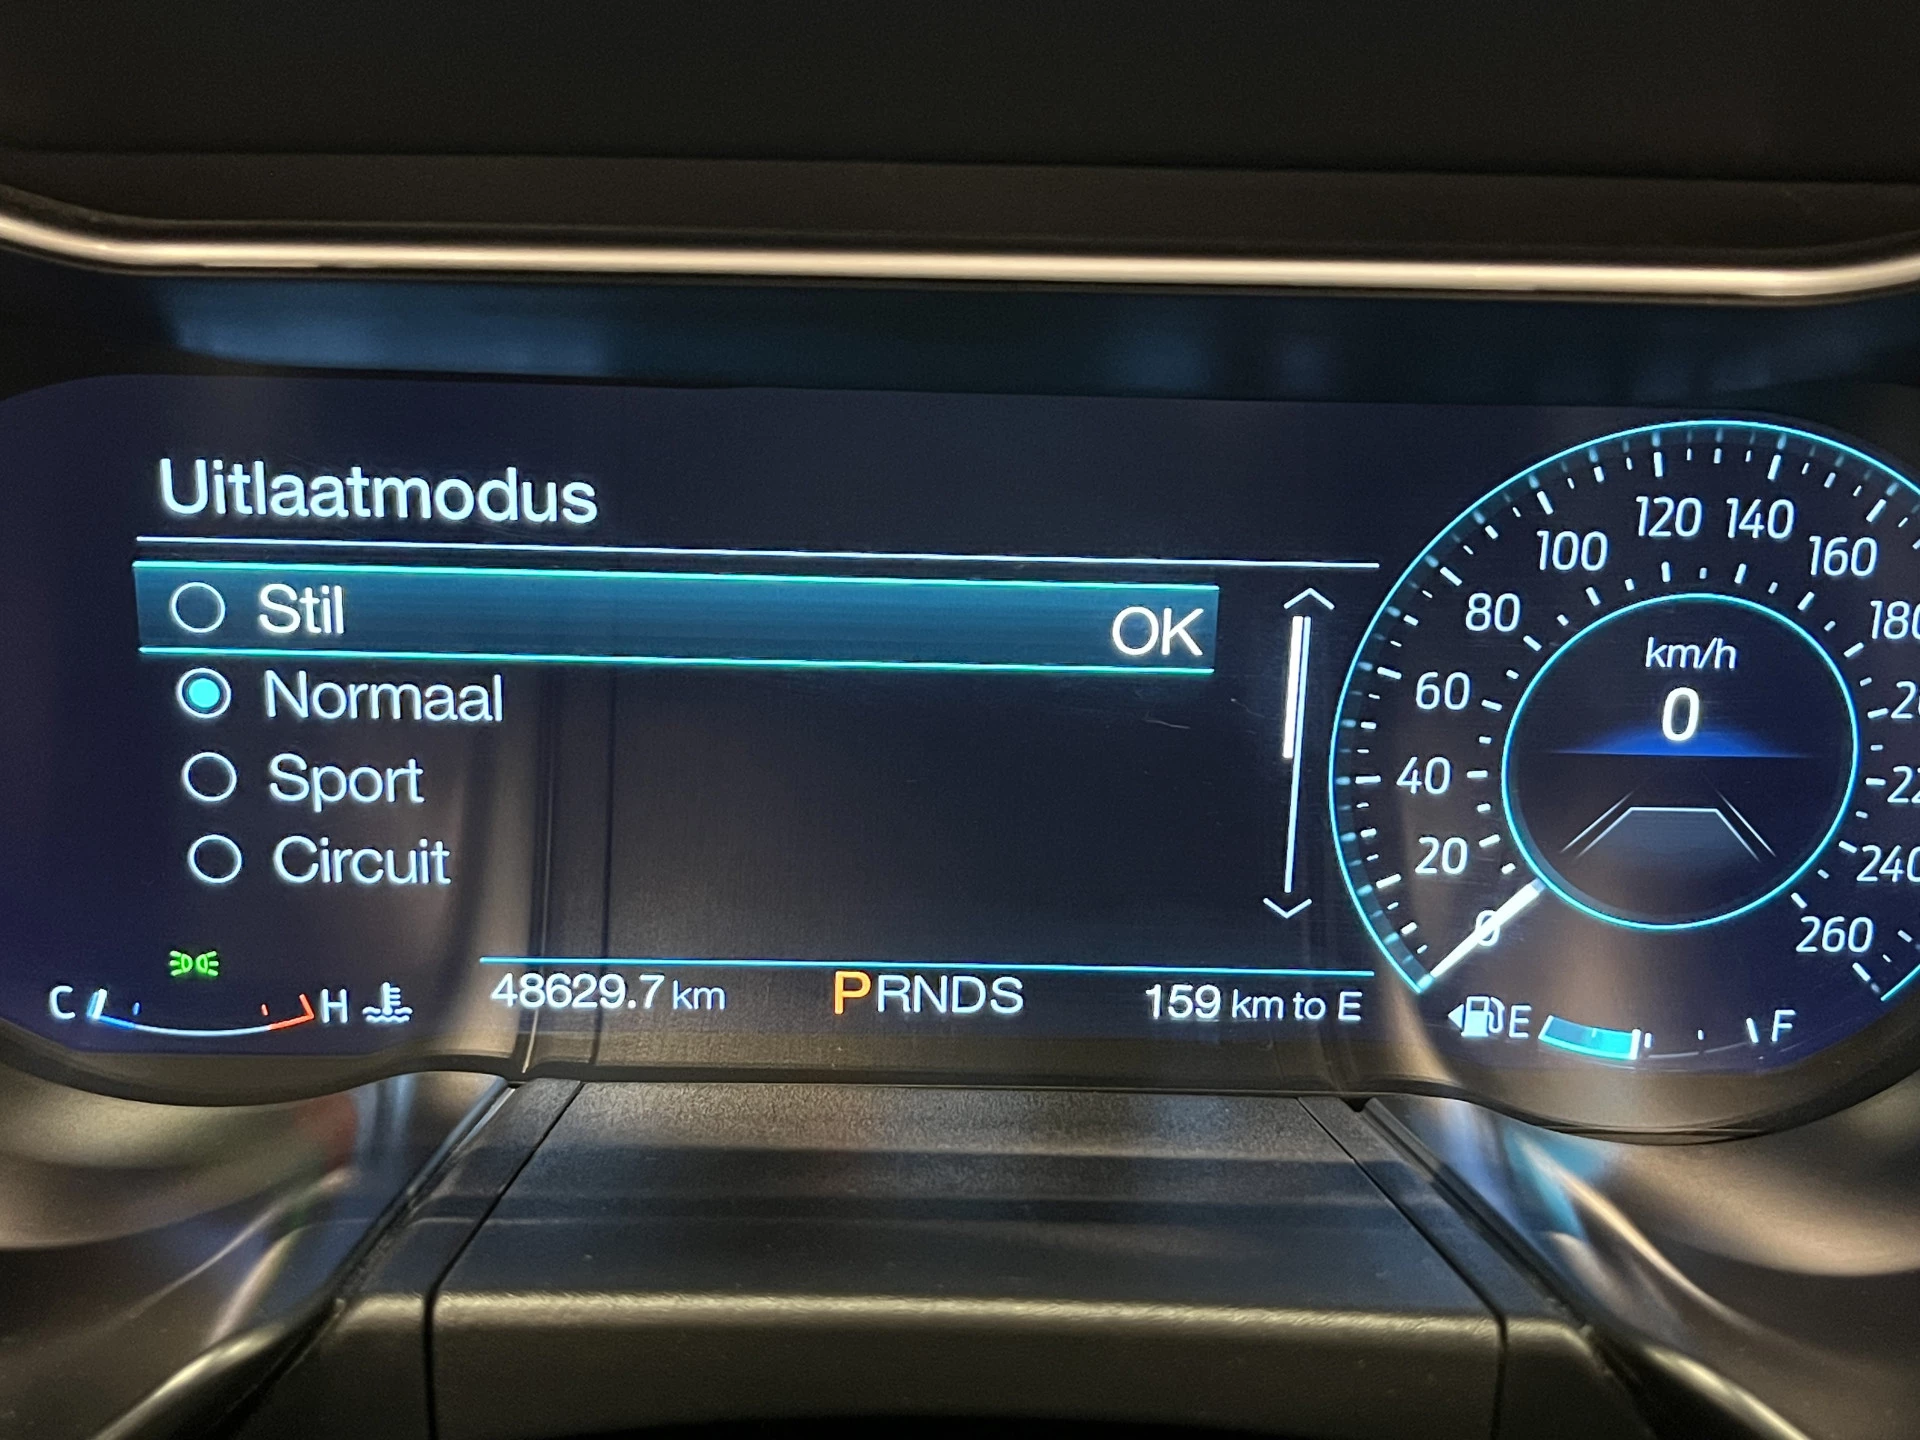 Uitlaatmodus
Stil OK
Normaal
Sport
Circuit
C H
48629.7 km
PRNDS
159 km to E
km/h
0
0
20
40
60
80
100
120
140
160
240
260
E F